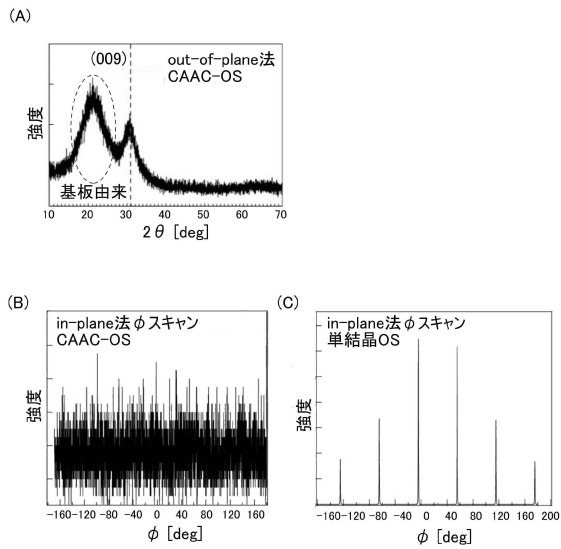 (A)
(009)
out-of-plane法
CAAC-OS
強度
基板由来
10 20 30 40 50 60 70
2θ [deg]
(B)
in-plane法 φスキャン
CAAC-OS
強度
-160 -120 -80 -40 0 40 80 120 160
φ [deg]
(C)
in-plane法 φスキャン
単結晶OS
強度
-160 -120 -80 -40 0 40 80 120 160 200
φ [deg]